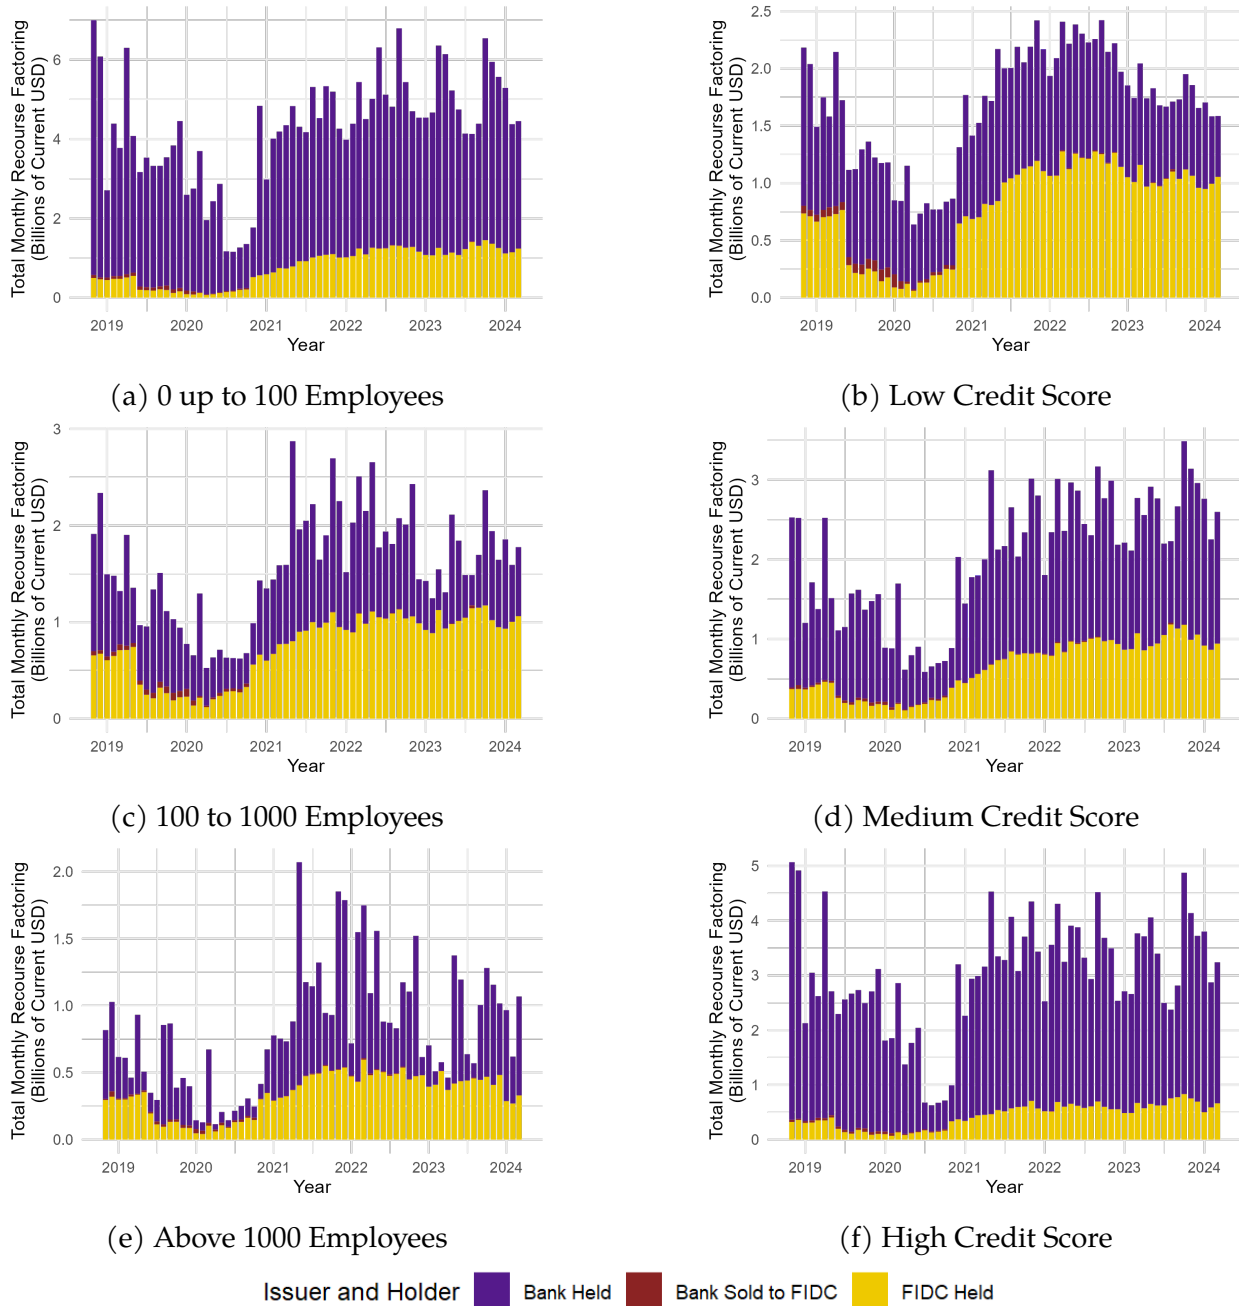 Total Monthly Recourse Factoring
(Billions of Current USD)
6
4
2
0
2019 2020 2021 2022 2023 2024
Year
(a) 0 up to 100 Employees
Total Monthly Recourse Factoring
(Billions of Current USD)
2.5
2.0
1.5
1.0
0.5
0.0
2019 2020 2021 2022 2023 2024
Year
(b) Low Credit Score
Total Monthly Recourse Factoring
(Billions of Current USD)
3
2
1
0
2019 2020 2021 2022 2023 2024
Year
(c) 100 to 1000 Employees
Total Monthly Recourse Factoring
(Billions of Current USD)
3
2
1
0
2019 2020 2021 2022 2023 2024
Year
(d) Medium Credit Score
Total Monthly Recourse Factoring
(Billions of Current USD)
2.0
1.5
1.0
0.5
0.0
2019 2020 2021 2022 2023 2024
Year
(e) Above 1000 Employees
Total Monthly Recourse Factoring
(Billions of Current USD)
5
4
3
2
1
0
2019 2020 2021 2022 2023 2024
Year
(f) High Credit Score
Issuer and Holder Bank Held Bank Sold to FIDC FIDC Held